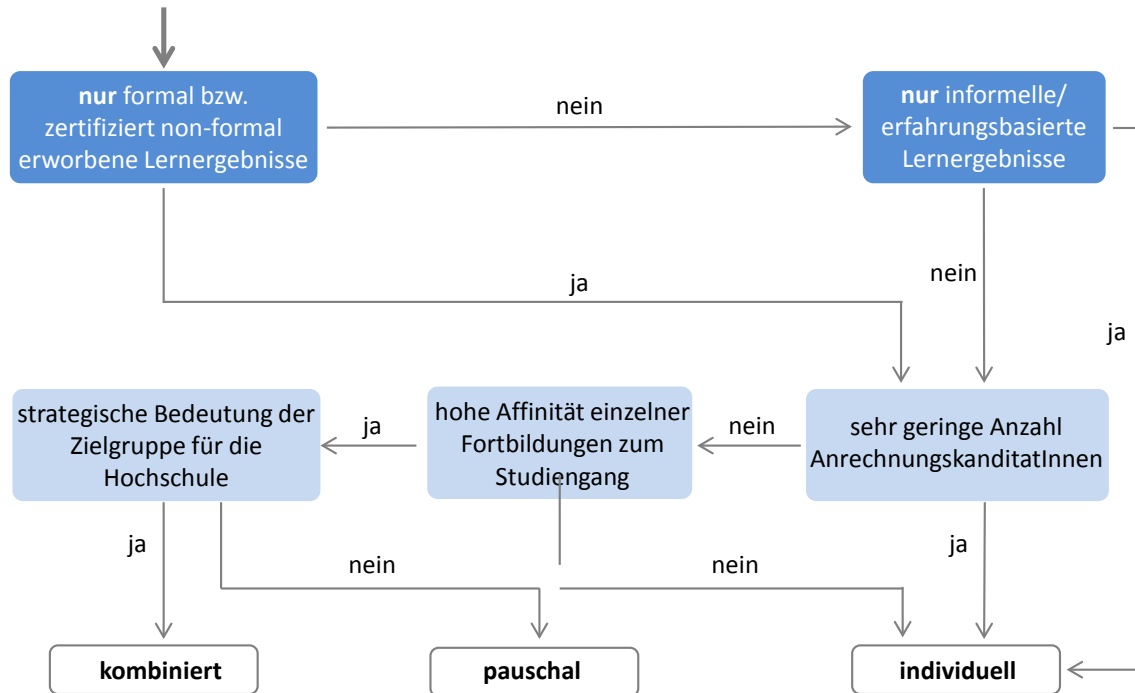 nur formal bzw.
zertifiziert non-formal
erworbene Lernergebnisse
nein
nur informelle/
erfahrungsbasierte
Lernergebnisse
ja
nein
ja
strategische Bedeutung der
Zielgruppe für die
Hochschule
ja
hohe Affinität einzelner
Fortbildungen zum
Studiengang
nein
sehr geringe Anzahl
AnrechnungskanditatInnen
ja
nein
nein
ja
kombiniert
pauschal
individuell